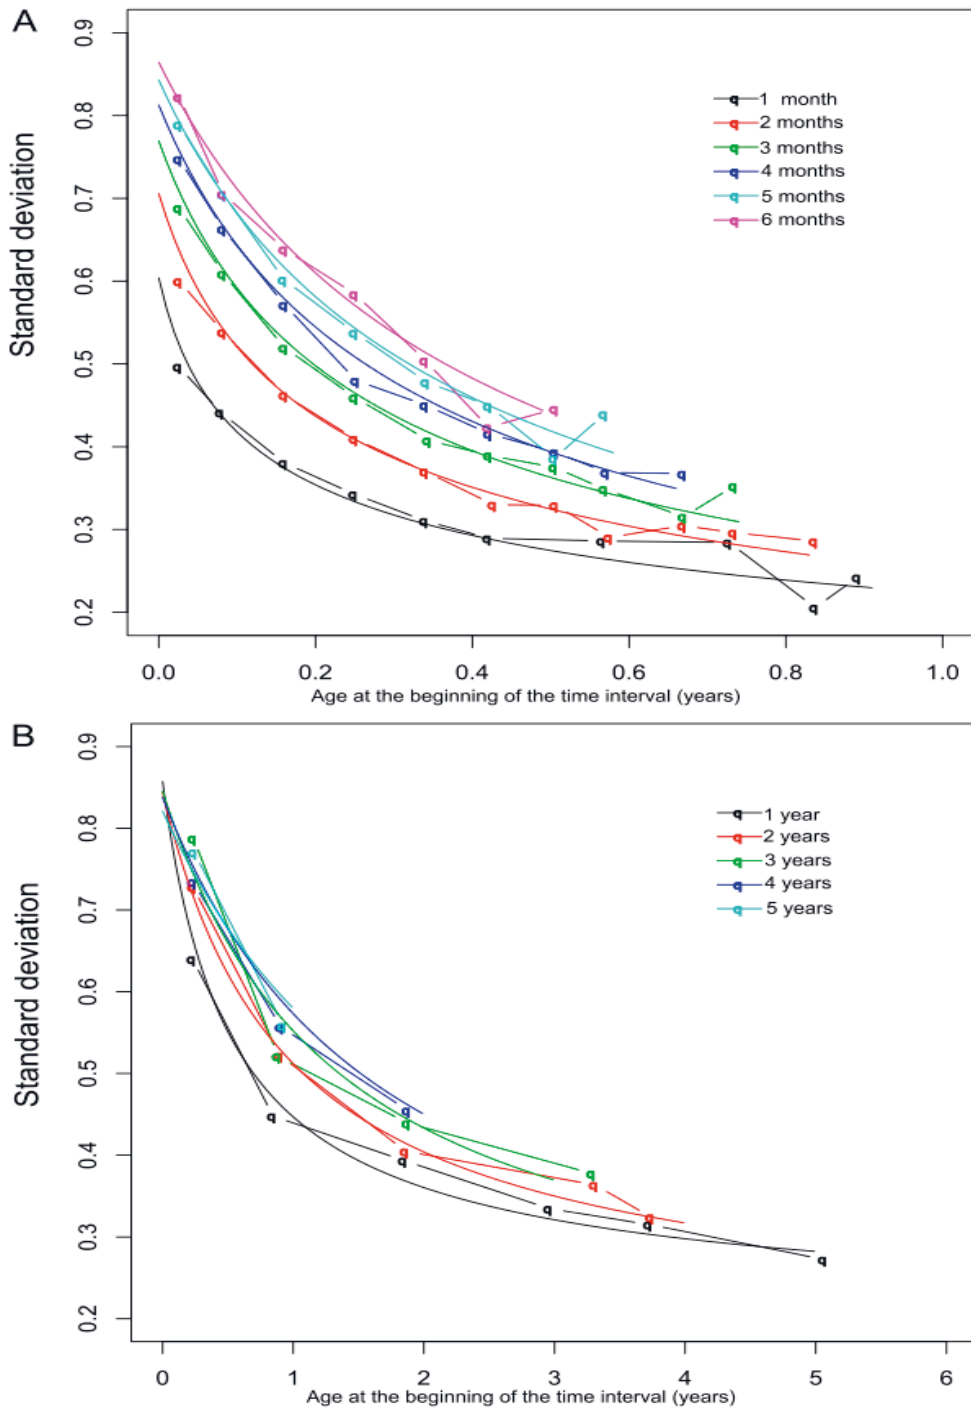 A
Standard deviation
0.9
0.8
0.7
0.6
0.5
0.4
0.3
0.2
q 1 month
q 2 months
q 3 months
q 4 months
q 5 months
q 6 months
0.0 0.2 0.4 0.6 0.8 1.0
Age at the beginning of the time interval (years)
B
Standard deviation
0.9
0.8
0.7
0.6
0.5
0.4
0.3
0.2
q 1 year
q 2 years
q 3 years
q 4 years
q 5 years
0 1 2 3 4 5 6
Age at the beginning of the time interval (years)